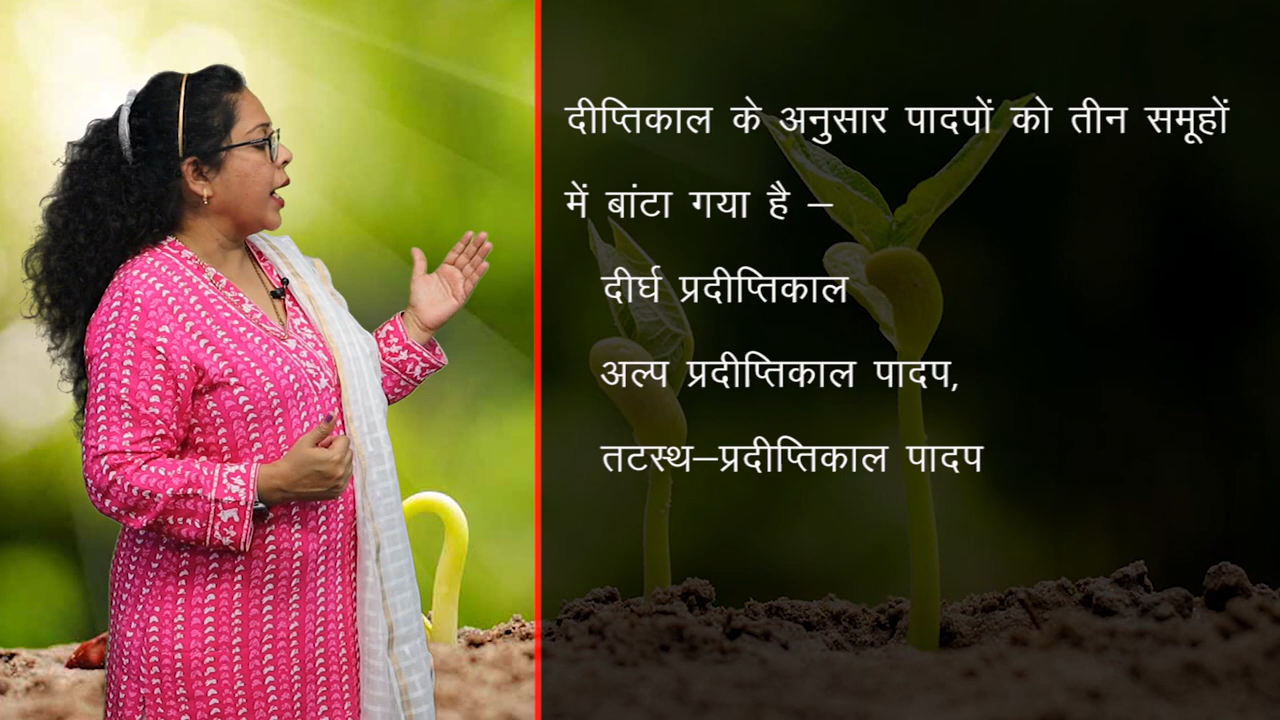 दीप्तिकाल के अनुसार पादपों को तीन समूहों
में बांटा गया है –
दीर्घ प्रदीप्तिकाल
अल्प प्रदीप्तिकाल पादप,
तटस्थ–प्रदीप्तिकाल पादप